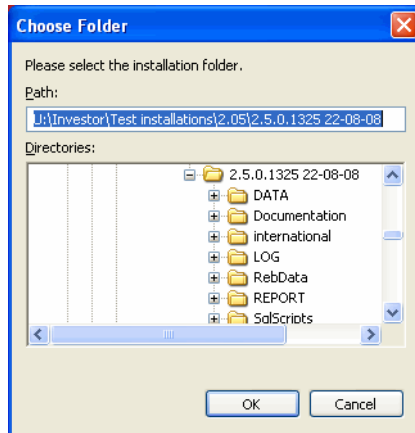 Choose Folder
Please select the installation folder.
Path:
U:\Investor\Test installations\2.05\2.5.0.1325 22-08-08
Directories:
2.5.0.1325 22-08-08
DATA
Documentation
international
LOG
RebData
REPORT
SqlScripts
OK
Cancel